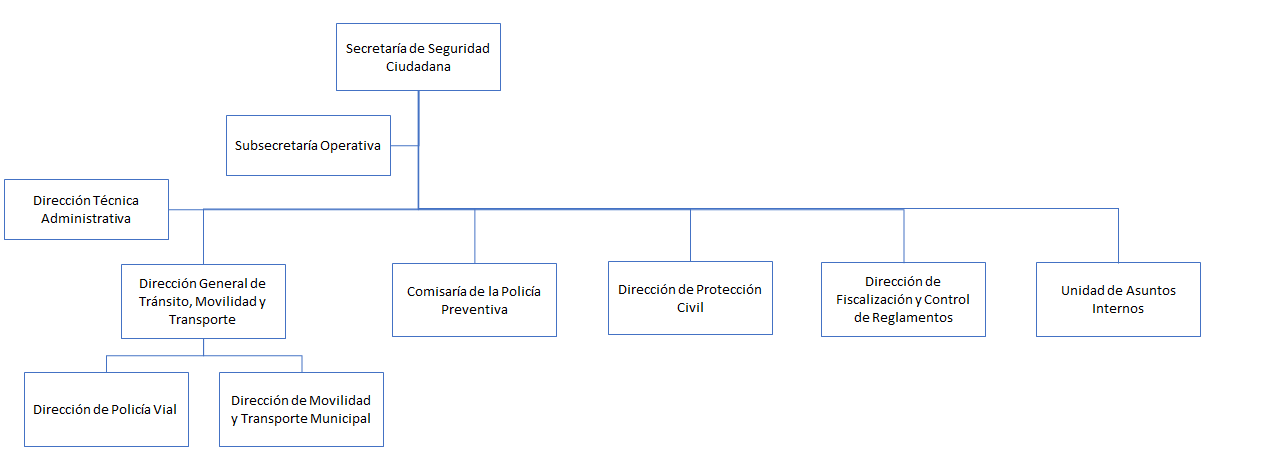 Secretaría de Seguridad
Ciudadana
Subsecretaría Operativa
Dirección Técnica
Administrativa
Dirección General de
Tránsito, Movilidad y
Transporte
Comisaría de la Policía
Preventiva
Dirección de Protección
Civil
Dirección de
Fiscalización y Control
de Reglamentos
Unidad de Asuntos
Internos
Dirección de Policía Vial
Dirección de Movilidad
y Transporte Municipal